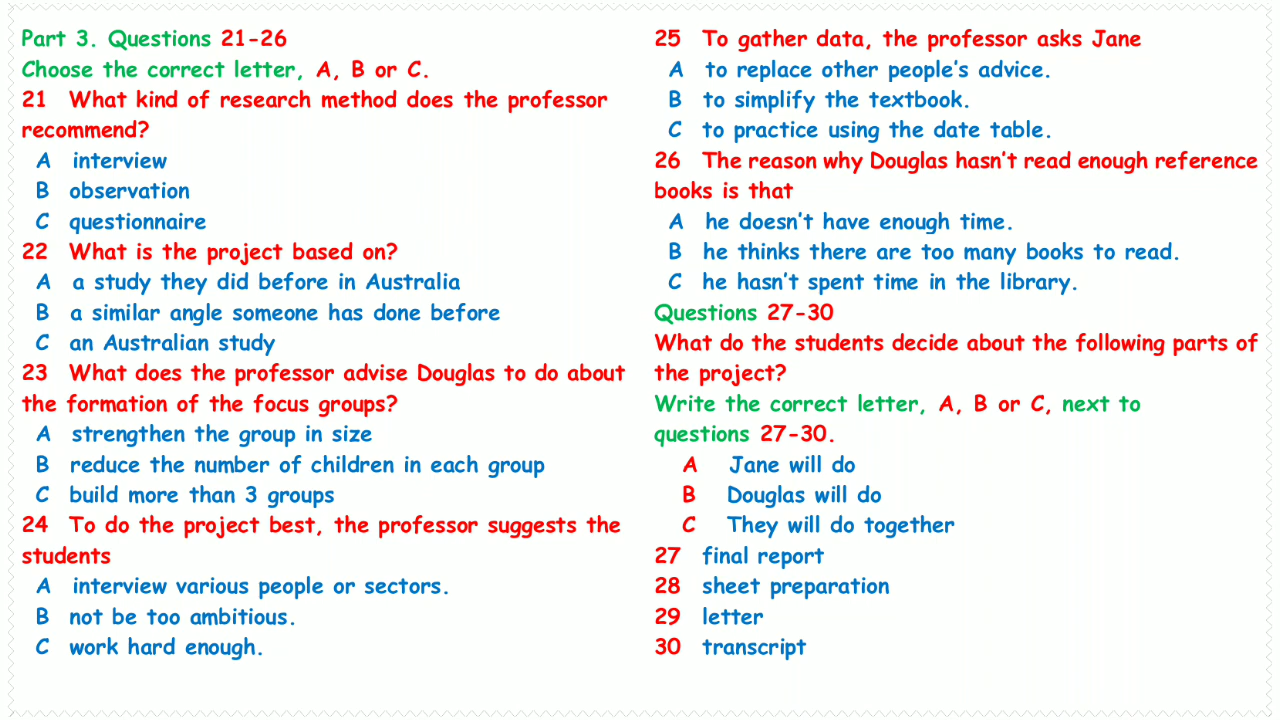 Part 3. Questions 21-26
Choose the correct letter, A, B or C.
21 What kind of research method does the professor
recommend?
A interview
B observation
C questionnaire
22 What is the project based on?
A a study they did before in Australia
B a similar angle someone has done before
C an Australian study
23 What does the professor advise Douglas to do about
the formation of the focus groups?
A strengthen the group in size
B reduce the number of children in each group
C build more than 3 groups
24 To do the project best, the professor suggests the
students
A interview various people or sectors.
B not be too ambitious.
C work hard enough.
25 To gather data, the professor asks Jane
A to replace other people's advice.
B to simplify the textbook.
C to practice using the date table.
26 The reason why Douglas hasn't read enough reference
books is that
A he doesn't have enough time.
B he thinks there are too many books to read.
C he hasn't spent time in the library.
Questions 27-30
What do the students decide about the following parts of
the project?
Write the correct letter, A, B or C, next to
questions 27-30.
A Jane will do
B Douglas will do
C They will do together
27 final report
28 sheet preparation
29 letter
30 transcript